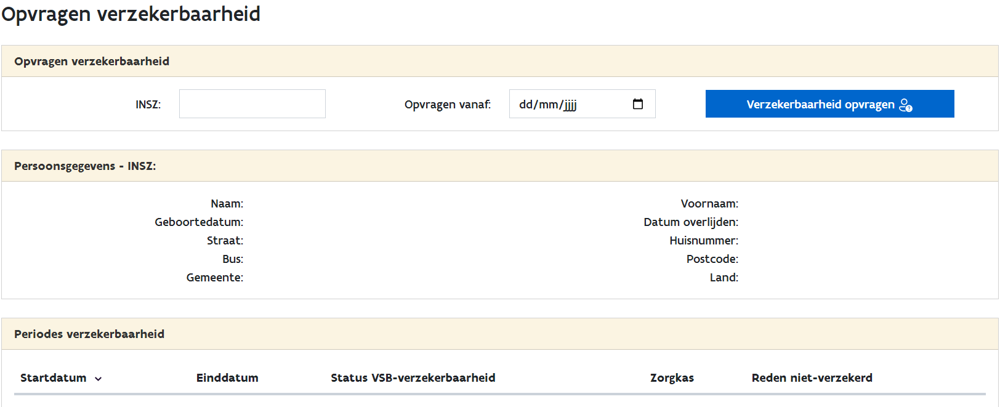 Opvragen verzekerbaarheid
Opvragen verzekerbaarheid
INSZ: Opvragen vanaf: dd/mm/jjjj Verzekerbaarheid opvragen
Persoonsgegevens - INSZ:
Naam: Voornaam:
Geboortedatum: Datum overlijden:
Straat: Huisnummer:
Bus: Postcode:
Gemeente: Land:
Periodes verzekerbaarheid
Startdatum Einddatum Status VSB-verzekerbaarheid Zorgkas Reden niet-verzekerd